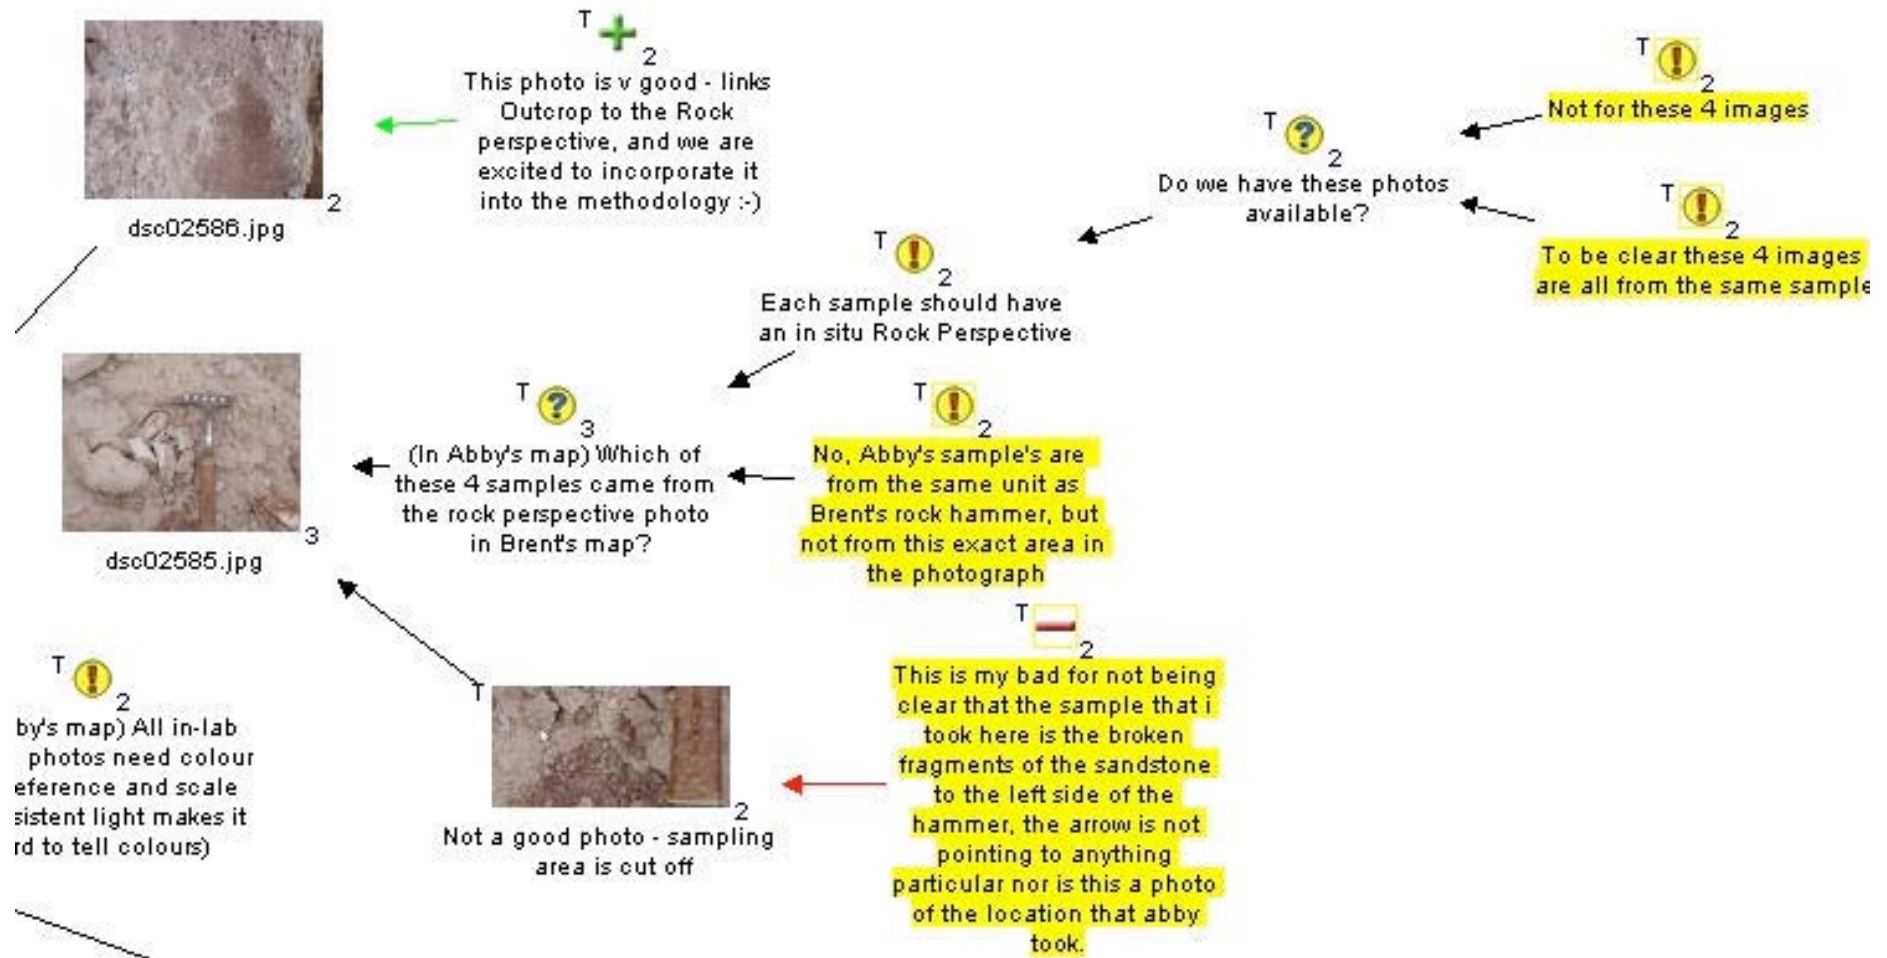 T
2
This photo is v good - links
Outcrop to the Rock
perspective, and we are
excited to incorporate it
into the methodology :-)
2
dsc02586.jpg
T
2
Not for these 4 images
T
?
2
Do we have these photos
available?
T
2
To be clear these 4 images
are all from the same sample
T
!
2
Each sample should have
an in situ Rock Perspective
3
dsc02585.jpg
T
?
3
(In Abby's map) Which of
these 4 samples came from
the rock perspective photo
in Brent's map?
T
!
2
No, Abby's sample's are
from the same unit as
Brent's rock hammer, but
not from this exact area in
the photograph
T
!
2
by's map) All in-lab
photos need colour
eference and scale
sistent light makes it
rd to tell colours)
T
2
Not a good photo - sampling
area is cut off
T
2
This is my bad for not being
clear that the sample that i
took here is the broken
fragments of the sandstone
to the left side of the
hammer, the arrow is not
pointing to anything
particular nor is this a photo
of the location that abby
took.